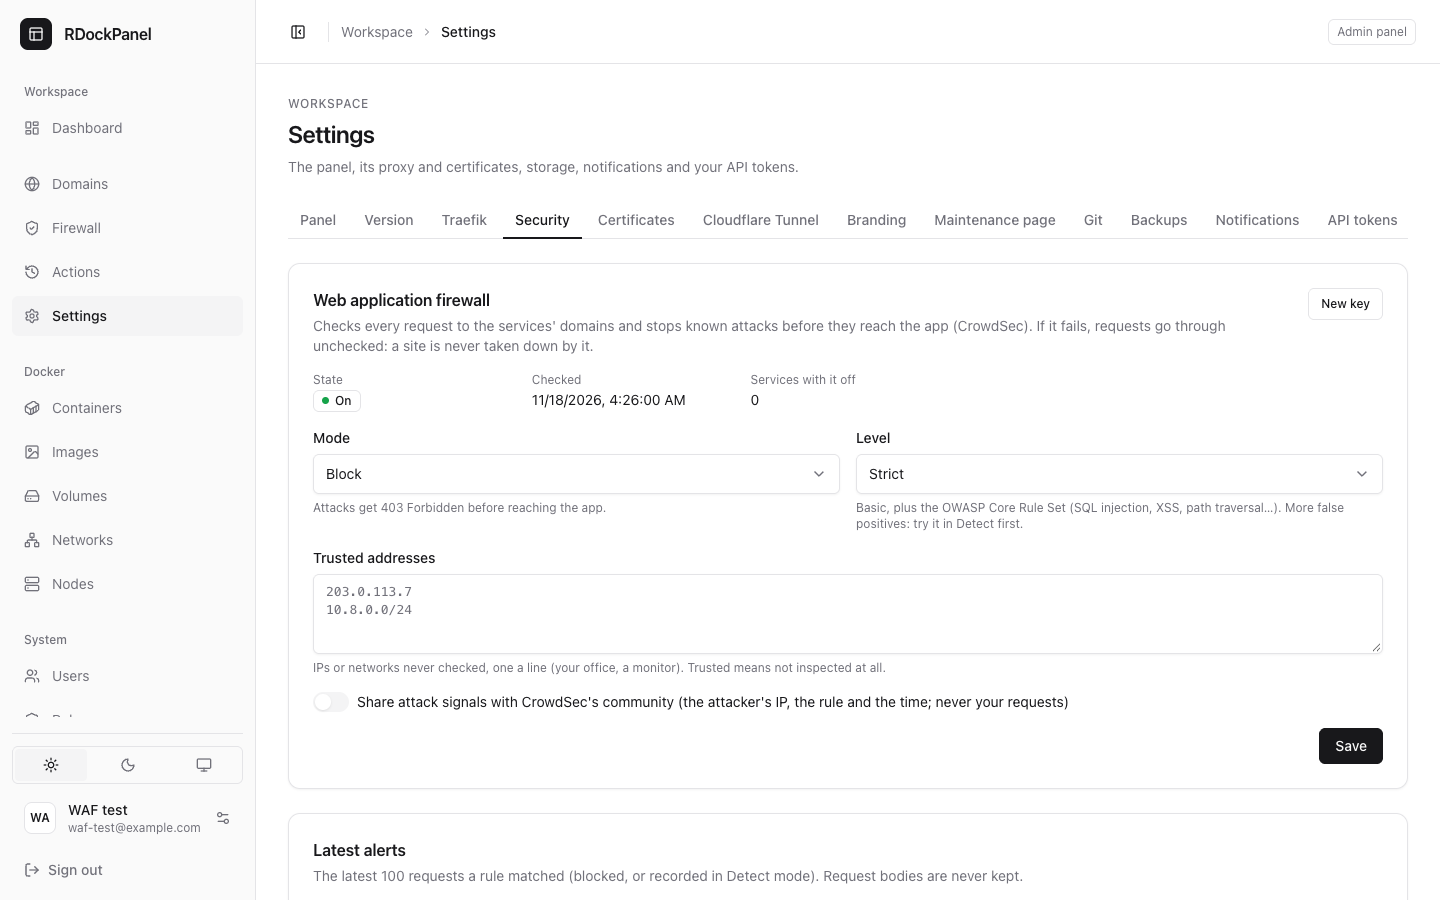 RDockPanel
Workspace
Dashboard
Domains
Firewall
Actions
Settings
Docker
Containers
Images
Volumes
Networks
Nodes
System
Users
WA
WAF test
waf-test@example.com
Sign out
Workspace
Settings
Admin panel
WORKSPACE
Settings
The panel, its proxy and certificates, storage, notifications and your API tokens.
Panel
Version
Traefik
Security
Certificates
Cloudflare Tunnel
Branding
Maintenance page
Git
Backups
Notifications
API tokens
Web application firewall
New key
Checks every request to the services' domains and stops known attacks before they reach the app (CrowdSec). If it fails, requests go through
unchecked: a site is never taken down by it.
State
Checked
Services with it off
On
11/18/2026, 4:26:00 AM
0
Mode
Level
Block
Strict
Attacks get 403 Forbidden before reaching the app.
Basic, plus the OWASP Core Rule Set (SQL injection, XSS, path traversal...). More false
positives: try it in Detect first.
Trusted addresses
203.0.113.7
10.8.0.0/24
IPs or networks never checked, one a line (your office, a monitor). Trusted means not inspected at all.
Share attack signals with CrowdSec's community (the attacker's IP, the rule and the time; never your requests)
Save
Latest alerts
The latest 100 requests a rule matched (blocked, or recorded in Detect mode). Request bodies are never kept.